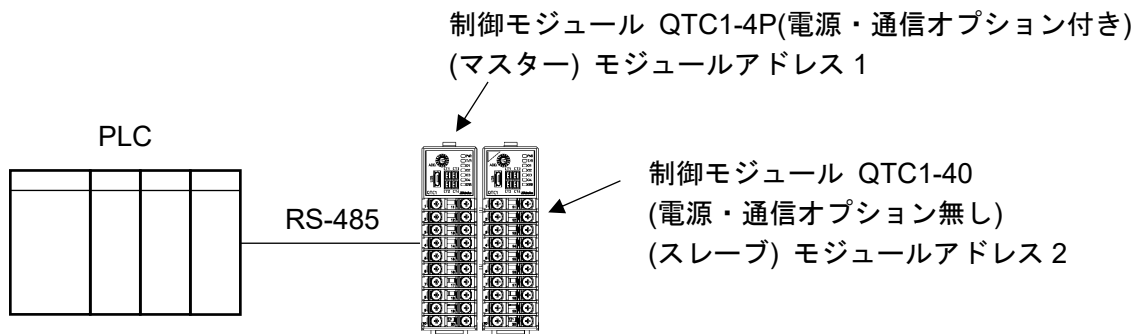 制御モジュール QTC1-4P(電源・通信オプション付き)
(マスター) モジュールアドレス 1
PLC
制御モジュール QTC1-40
(電源・通信オプション無し)
(スレーブ) モジュールアドレス 2
RS-485
QTC1
QTC1